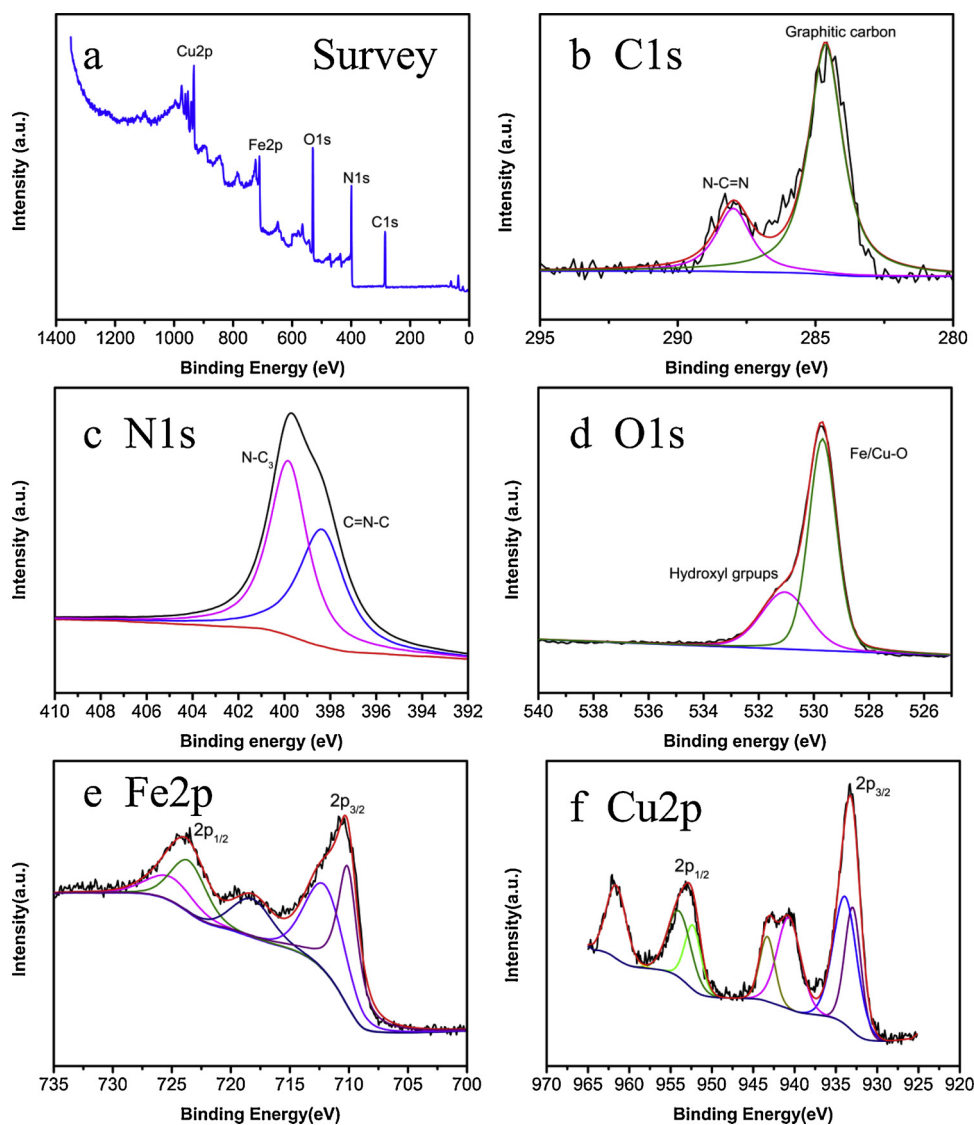 a Survey
Cu2p
Fe2p
O1s
N1s
C1s
Intensity (a.u.)
1400 1200 1000 800 600 400 200 0
Binding Energy (eV)
b C1s
Graphitic carbon
N-C=N
Intensity (a.u.)
295 290 285 280
Binding energy (eV)
c N1s
N-C3
C=N-C
Intensity (a.u.)
410 408 406 404 402 400 398 396 394 392
Binding energy (eV)
d O1s
Fe/Cu-O
Hydroxyl grpups
Intensity (a.u.)
540 538 536 534 532 530 528 526
Binding energy (eV)
e Fe2p
2p3/2
2p1/2
Intensity(a.u.)
735 730 725 720 715 710 705 700
Binding Energy(eV)
f Cu2p
2p3/2
2p1/2
Intensity(a.u.)
970 965 960 955 950 945 940 935 930 925 920
Binding Energy(eV)